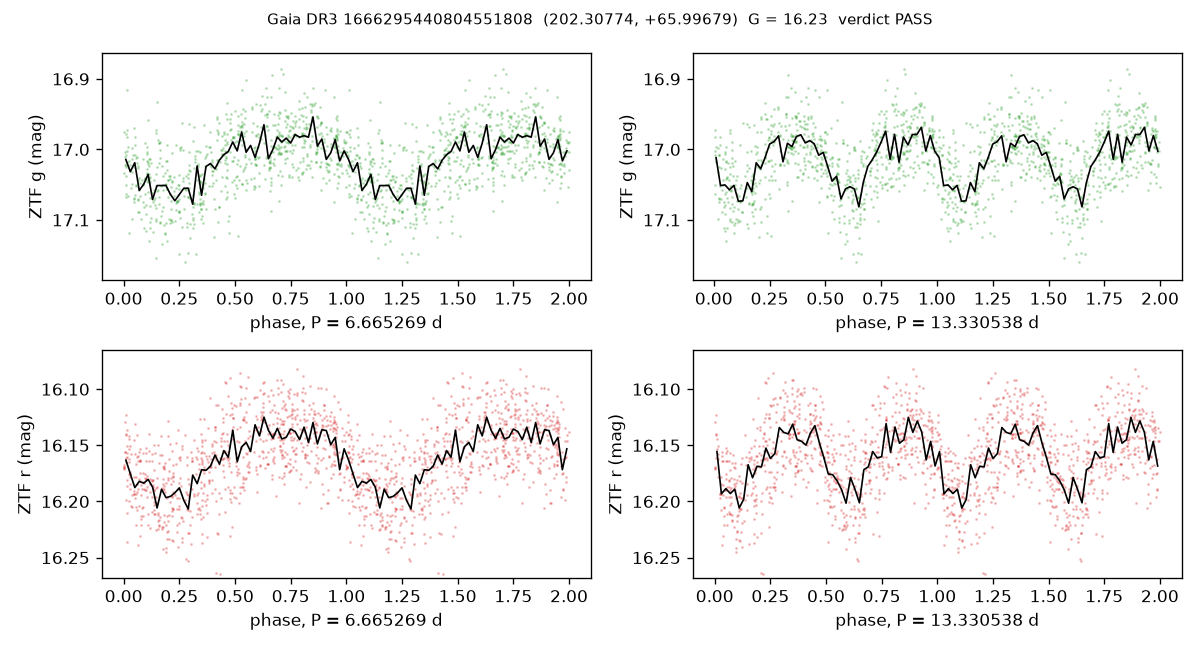 Gaia DR3 1666295440804551808  (202.30774, +65.99679)  G = 16.23  verdict PASS
ZTF g (mag)
16.9
17.0
17.1
0.00 0.25 0.50 0.75 1.00 1.25 1.50 1.75 2.00
phase, P = 6.665269 d
ZTF g (mag)
16.9
17.0
17.1
0.00 0.25 0.50 0.75 1.00 1.25 1.50 1.75 2.00
phase, P = 13.330538 d
ZTF r (mag)
16.10
16.15
16.20
16.25
0.00 0.25 0.50 0.75 1.00 1.25 1.50 1.75 2.00
phase, P = 6.665269 d
ZTF r (mag)
16.10
16.15
16.20
16.25
0.00 0.25 0.50 0.75 1.00 1.25 1.50 1.75 2.00
phase, P = 13.330538 d